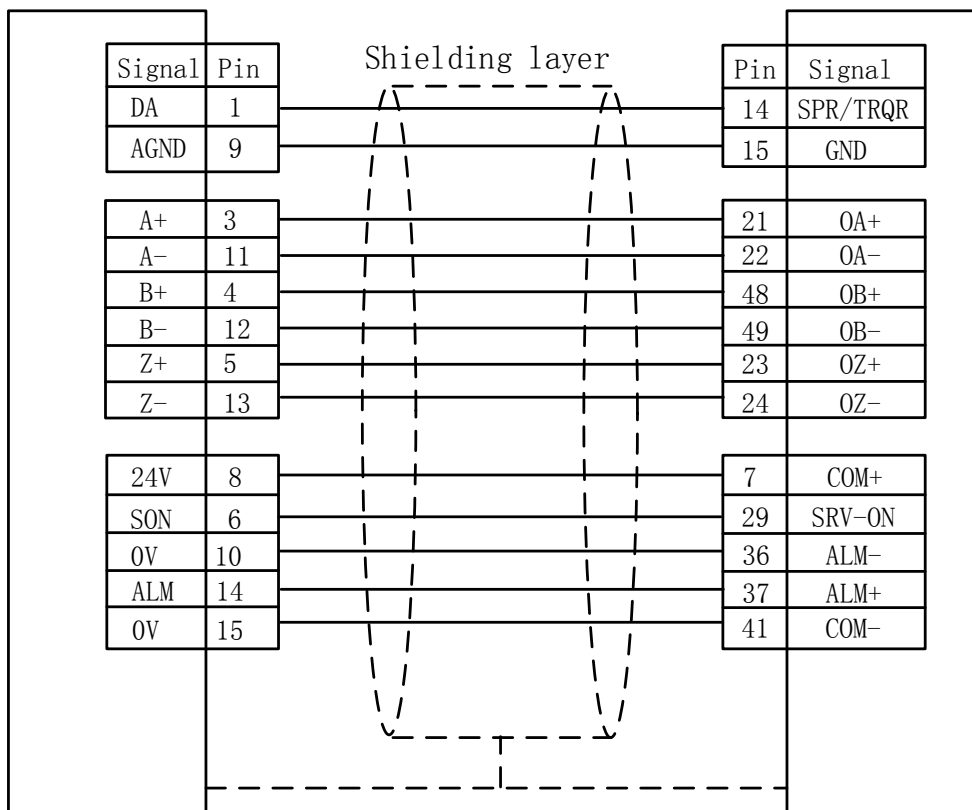 Shielding layer
Signal Pin Pin Signal
DA 1 14 SPR/TRQR
AGND 9 15 GND
A+ 3 21 OA+
A- 11 22 OA-
B+ 4 48 OB+
B- 12 49 OB-
Z+ 5 23 OZ+
Z- 13 24 OZ-
24V 8 7 COM+
SON 6 29 SRV-ON
0V 10 36 ALM-
ALM 14 37 ALM+
0V 15 41 COM-